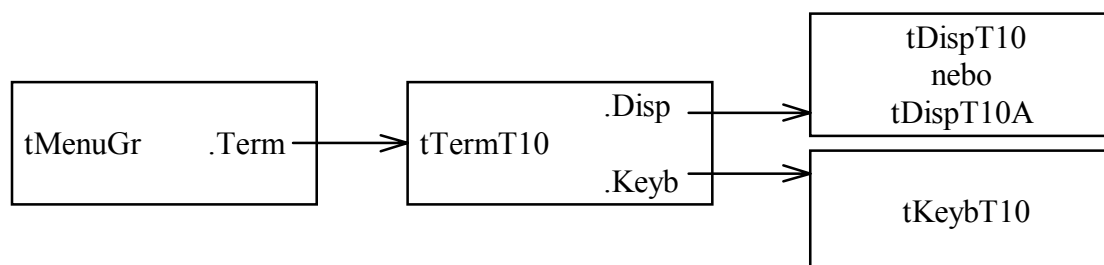 tMenuGr .Term
tTermT10
.Disp
.Keyb
tDispT10
nebo
tDispT10A
tKeybT10